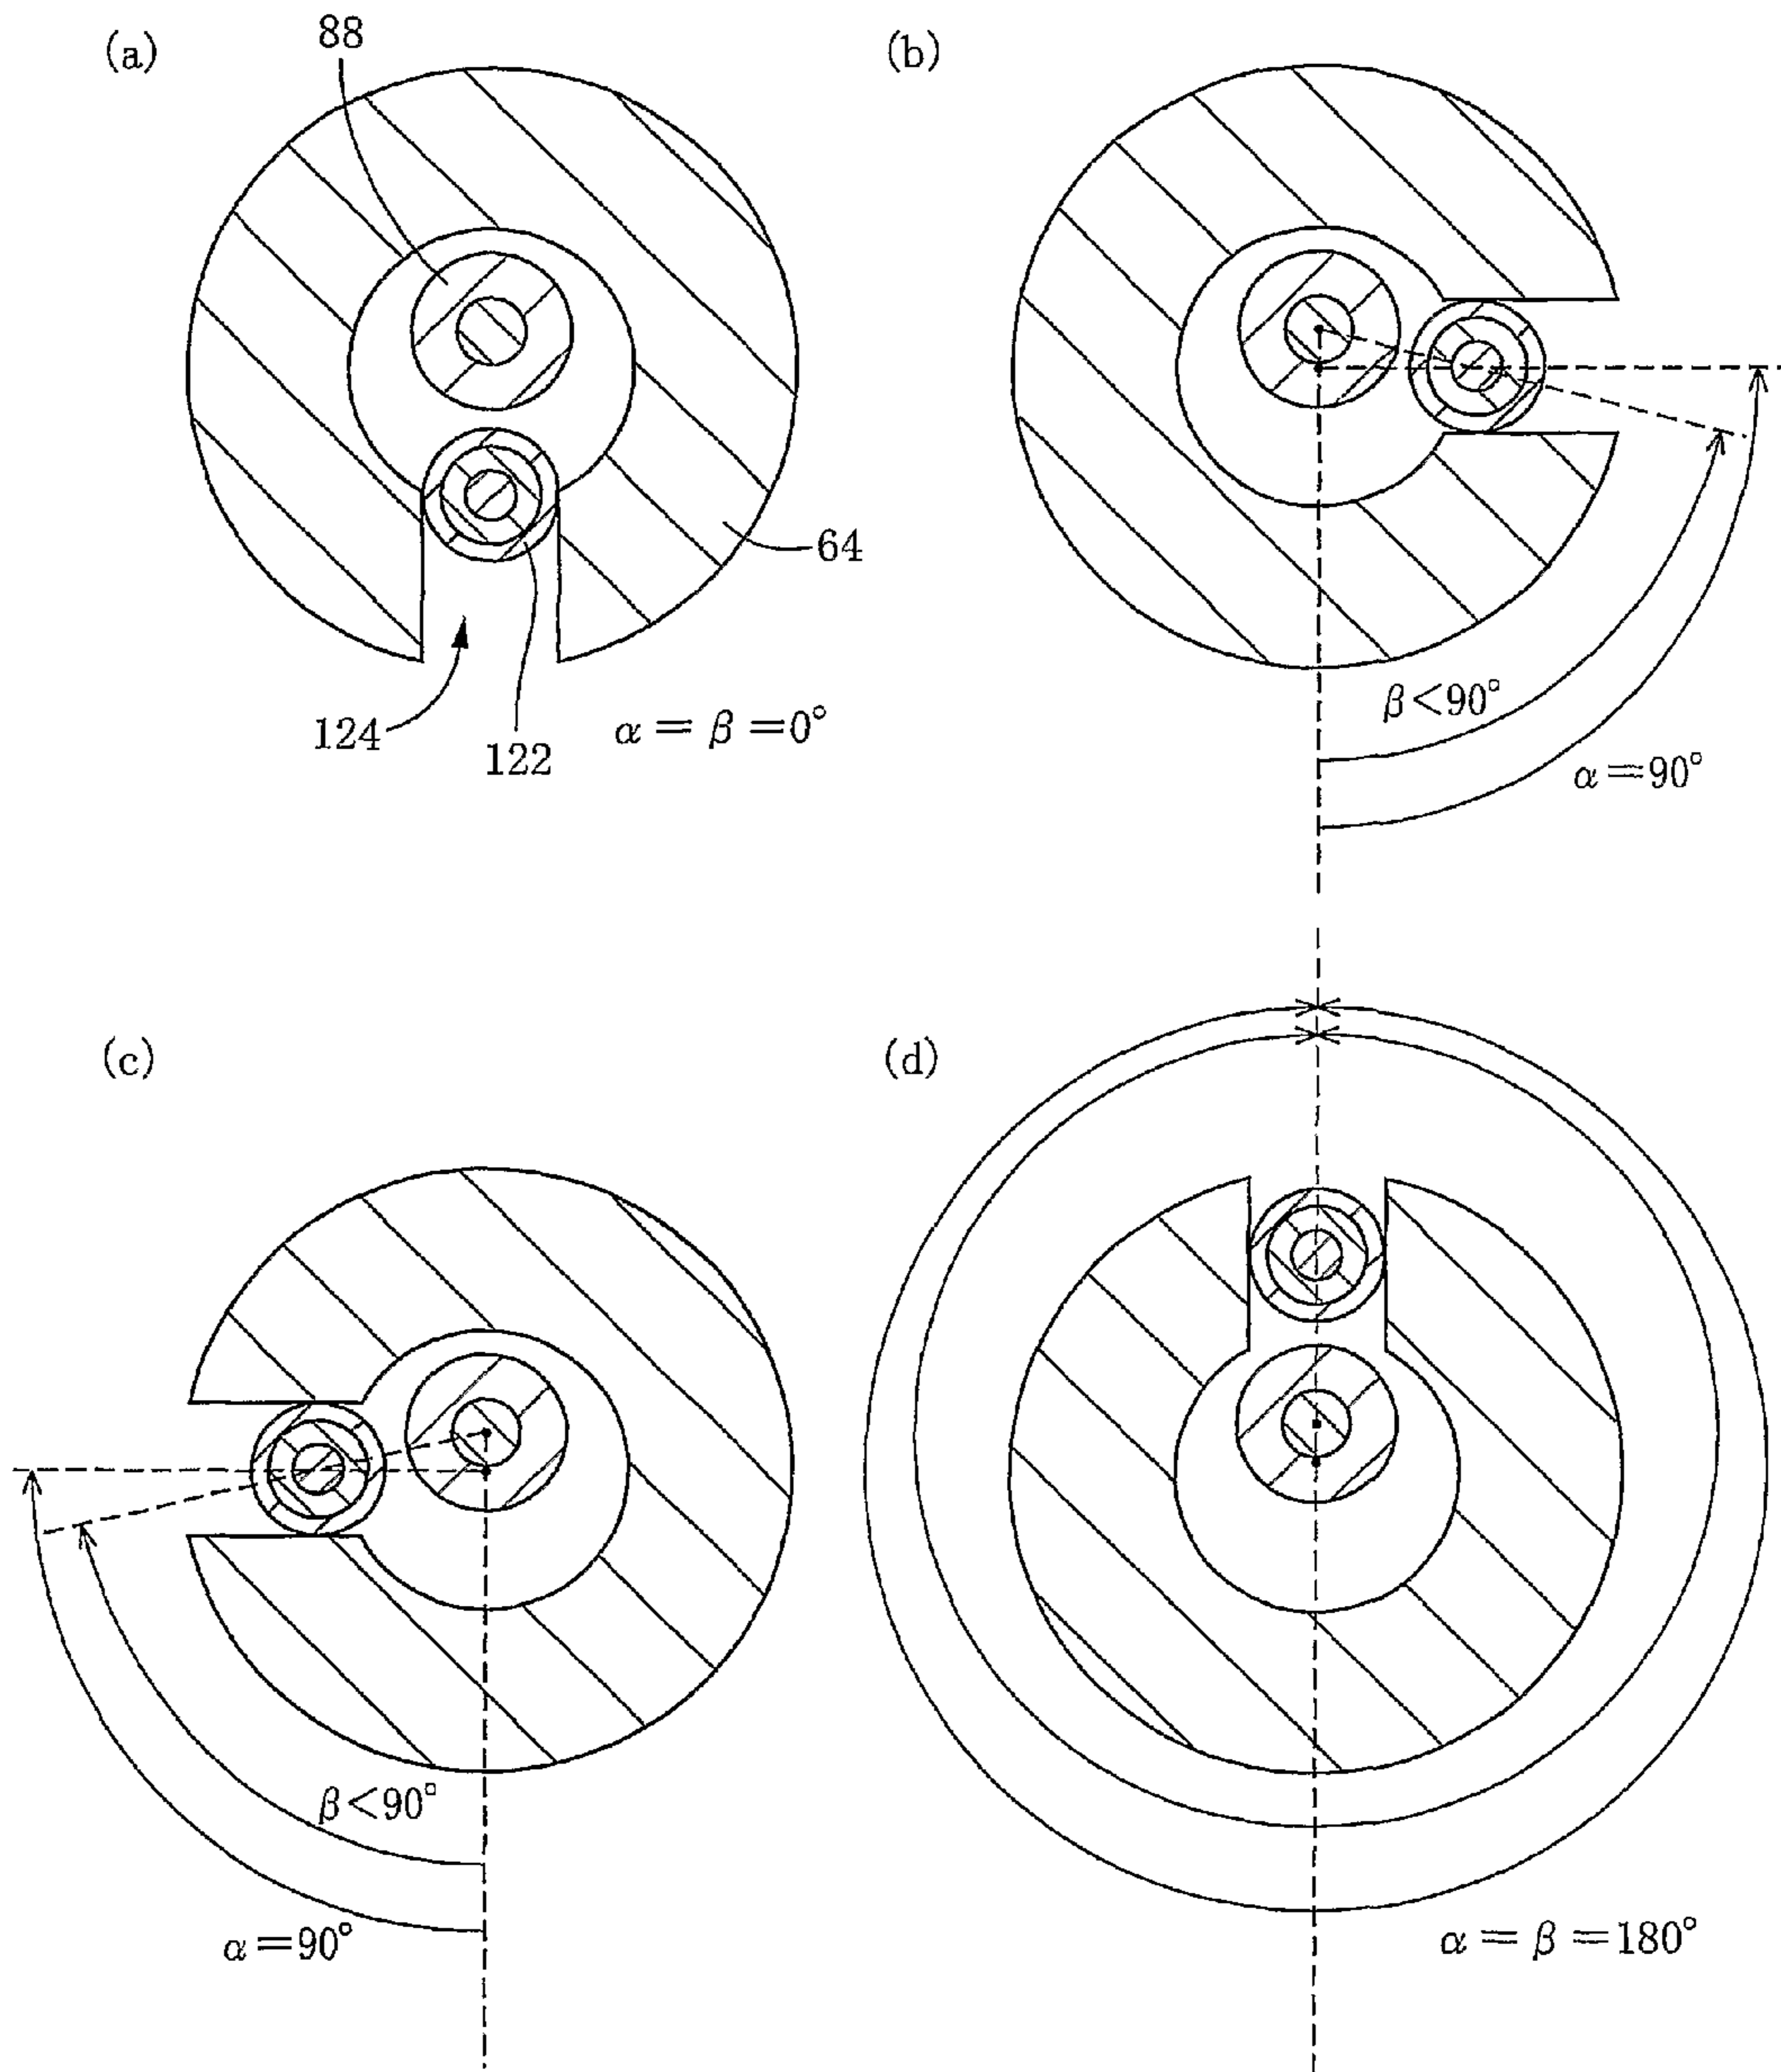 (a)
88
64
124
122
α = β = 0°
(b)
β < 90°
α = 90°
(c)
β < 90°
α = 90°
(d)
α = β = 180°